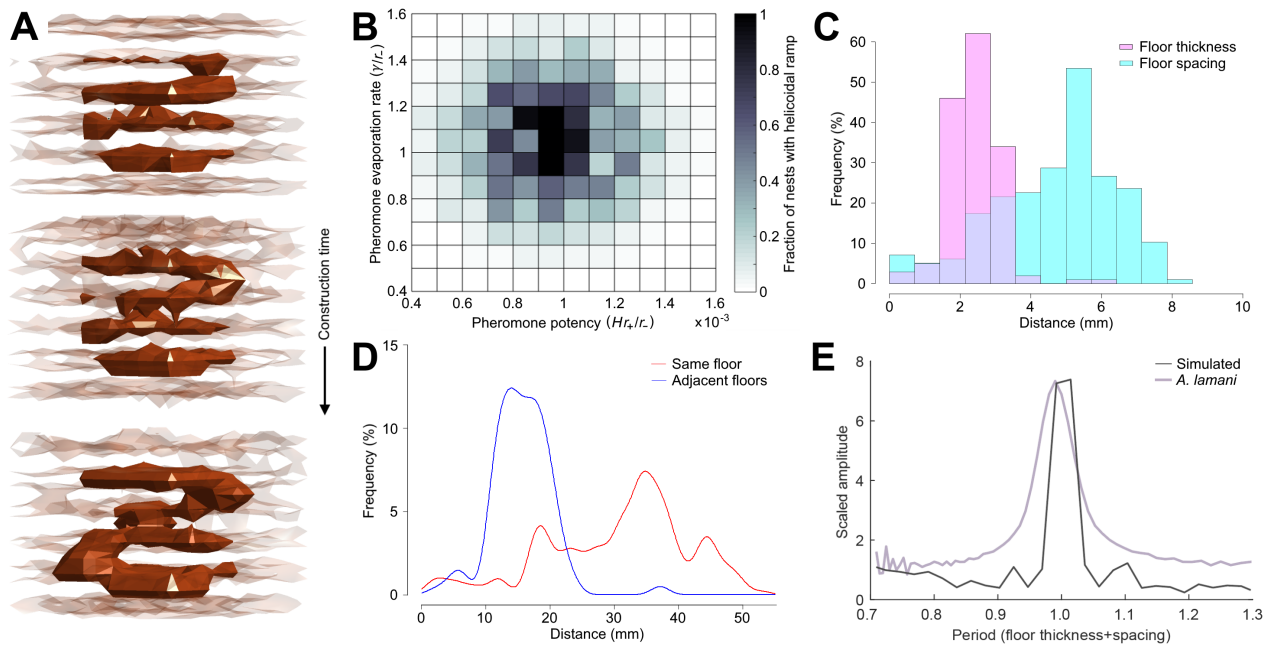 A
Construction time
B
Pheromone evaporation rate (γ/r₋)
1.6
1.4
1.2
1
0.8
0.6
0.4
0.4 0.6 0.8 1 1.2 1.4 1.6
Pheromone potency (Hr₊/r₋) x10⁻³
1
0.8
0.6
0.4
0.2
0
Fraction of nests with helicoidal ramp
C
Floor thickness
Floor spacing
Frequency (%)
60
50
40
30
20
10
0
0 2 4 6 8 10
Distance (mm)
D
Same floor
Adjacent floors
Frequency (%)
15
10
5
0
0 10 20 30 40 50
Distance (mm)
E
Simulated
A. lamani
Scaled amplitude
8
6
4
2
0
0.7 0.8 0.9 1.0 1.1 1.2 1.3
Period (floor thickness+spacing)